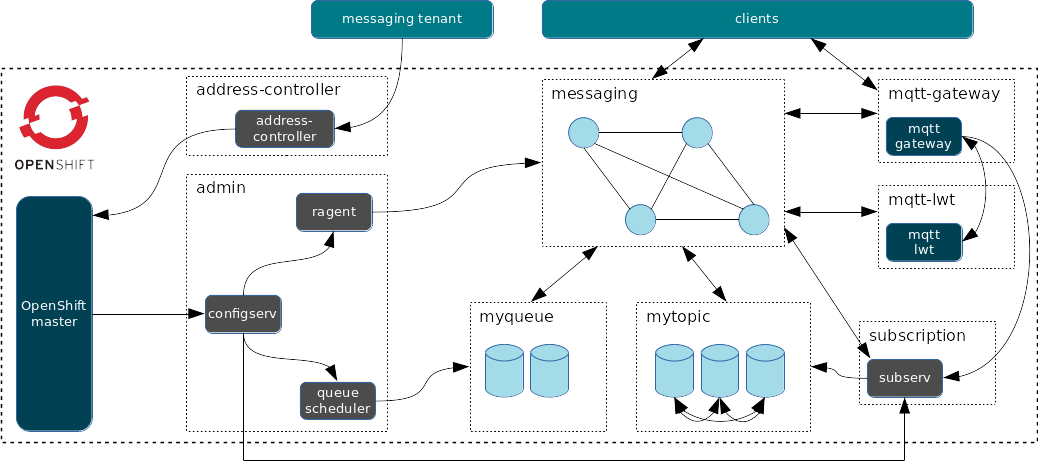 messaging tenant
clients
OPENSHIFT
address-controller
address-
controller
messaging
mqtt-gateway
mqtt
gateway
admin
ragent
mqtt-lwt
mqtt
lwt
OpenShift
master
configserv
myqueue
mytopic
subscription
subserv
queue
scheduler